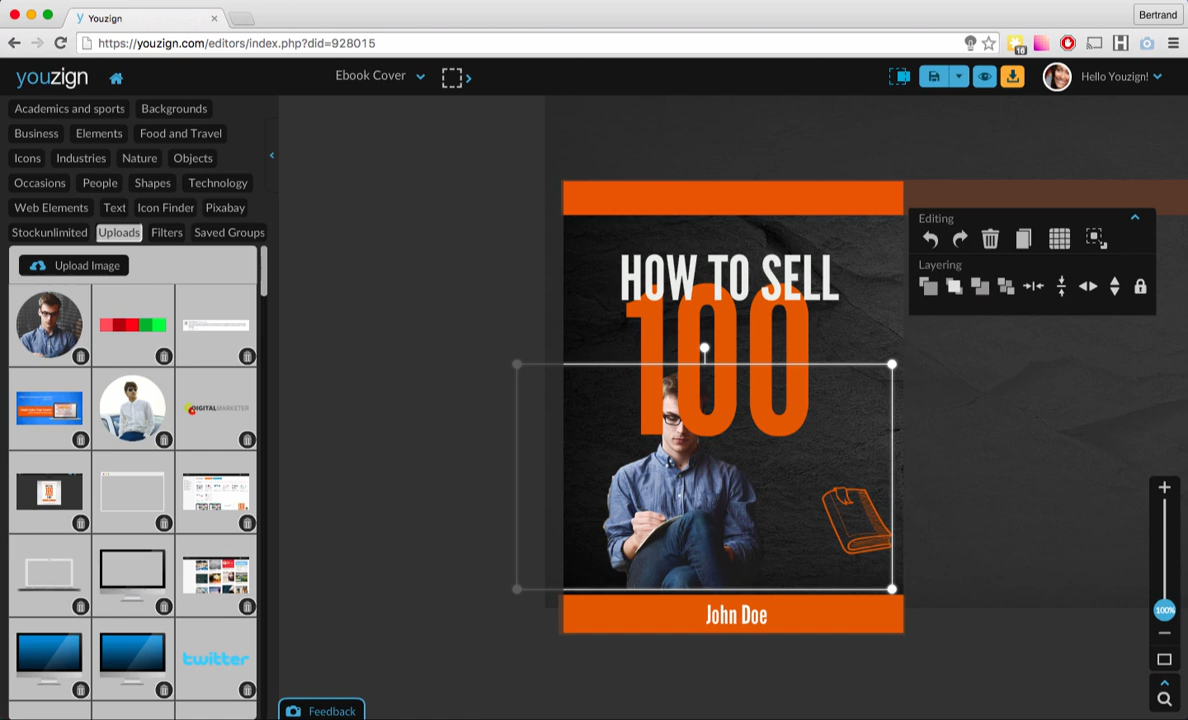 Youzign
Bertrand
https://youzign.com/editors/index.php?did=928015
16
youzign
Ebook Cover
Hello Youzign!
Academics and sports Backgrounds
Business Elements Food and Travel
Icons Industries Nature Objects
Occasions People Shapes Technology
Web Elements Text Icon Finder Pixabay
Stockunlimited Uploads Filters Saved Groups
Upload Image
DIGITALMARKETER
twitter
HOW TO SELL
100
John Doe
Editing
Layering
100%
Feedback